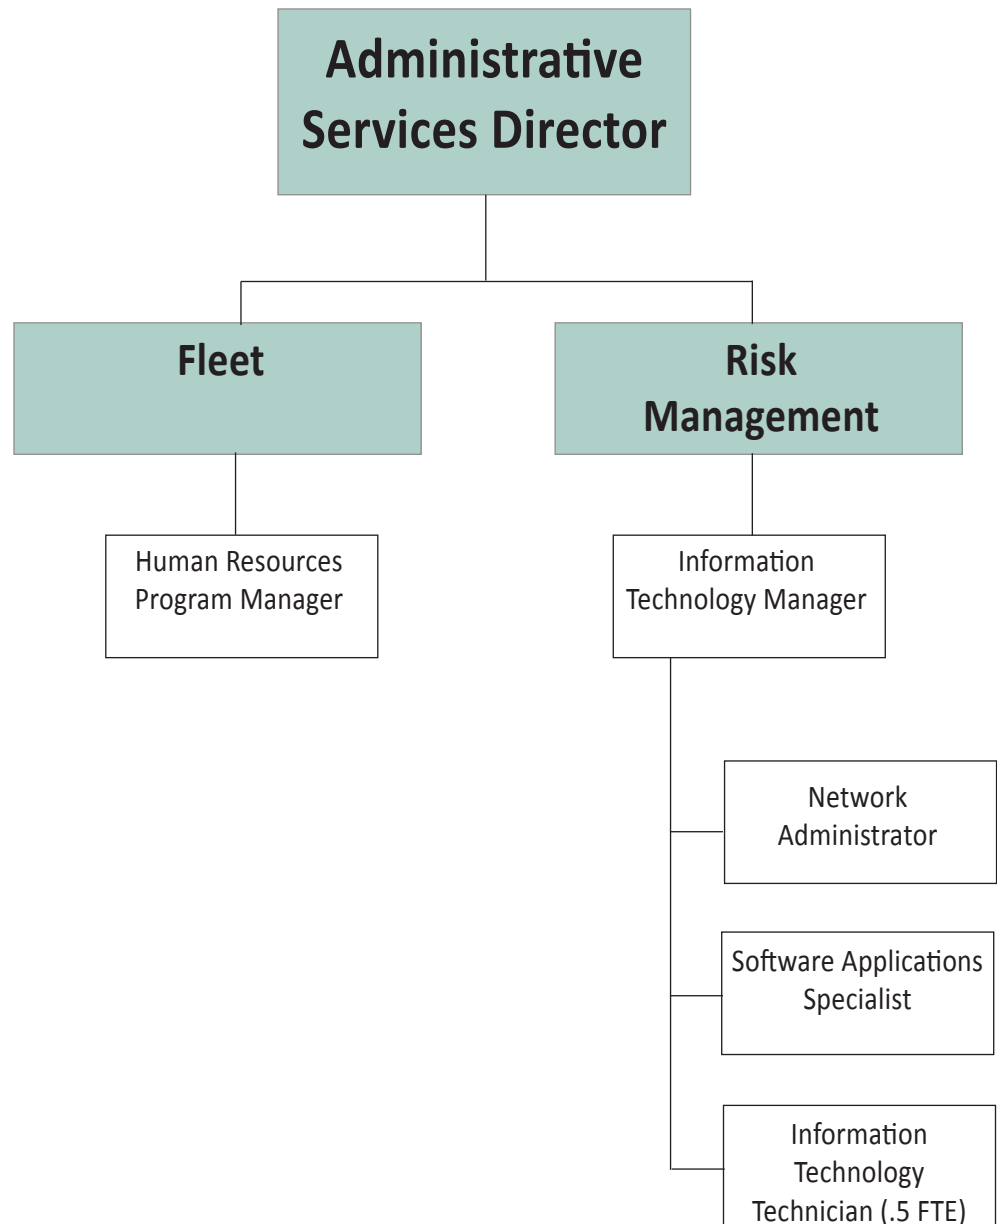 Administrative
Services Director
Fleet
Risk
Management
Human Resources
Program Manager
Information
Technology Manager
Network
Administrator
Software Applications
Specialist
Information
Technology
Technician (.5 FTE)